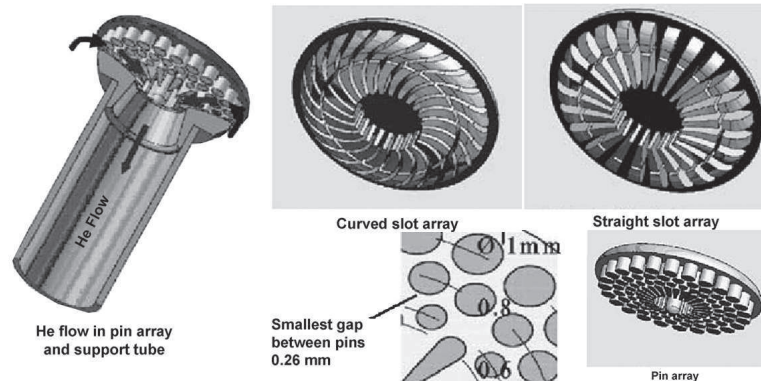 He Flow
He flow in pin array
and support tube
Curved slot array
Straight slot array
Smallest gap
between pins
0.26 mm
Ø 1mm
0.8
0.6
Pin array